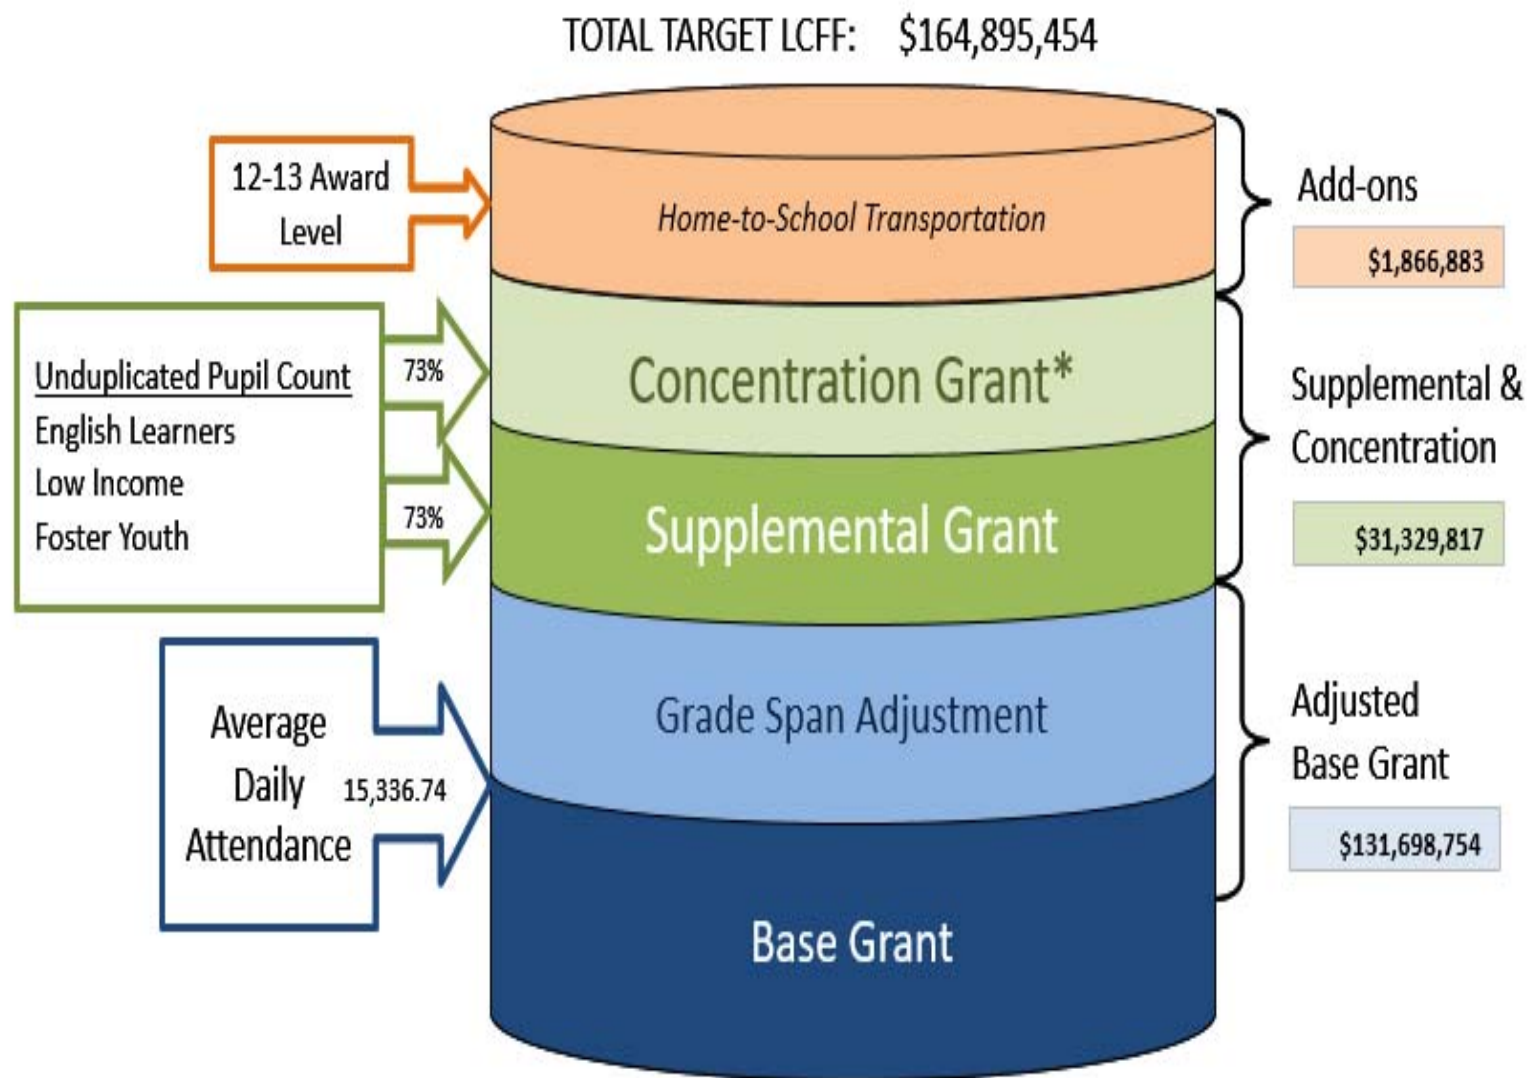 TOTAL TARGET LCFF: $164,895,454
12-13 Award
Level
Home-to-School Transportation
Add-ons
$1,866,883
Unduplicated Pupil Count
English Learners
Low Income
Foster Youth
73%
73%
Concentration Grant*
Supplemental Grant
Supplemental &
Concentration
$31,329,817
Average
Daily
Attendance
15,336.74
Grade Span Adjustment
Base Grant
Adjusted
Base Grant
$131,698,754